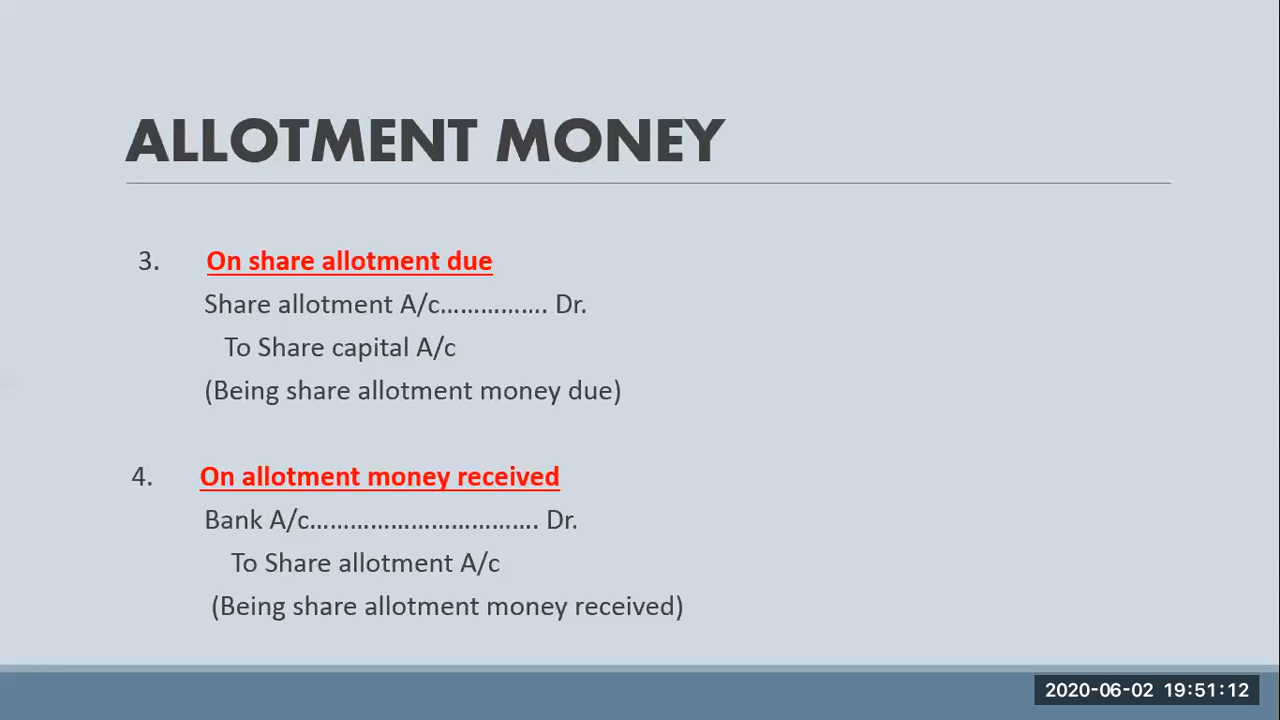 ALLOTMENT MONEY
3. On share allotment due
Share allotment A/c……………. Dr.
To Share capital A/c
(Being share allotment money due)
4. On allotment money received
Bank A/c……………………………. Dr.
To Share allotment A/c
(Being share allotment money received)
2020-06-02 19:51:12